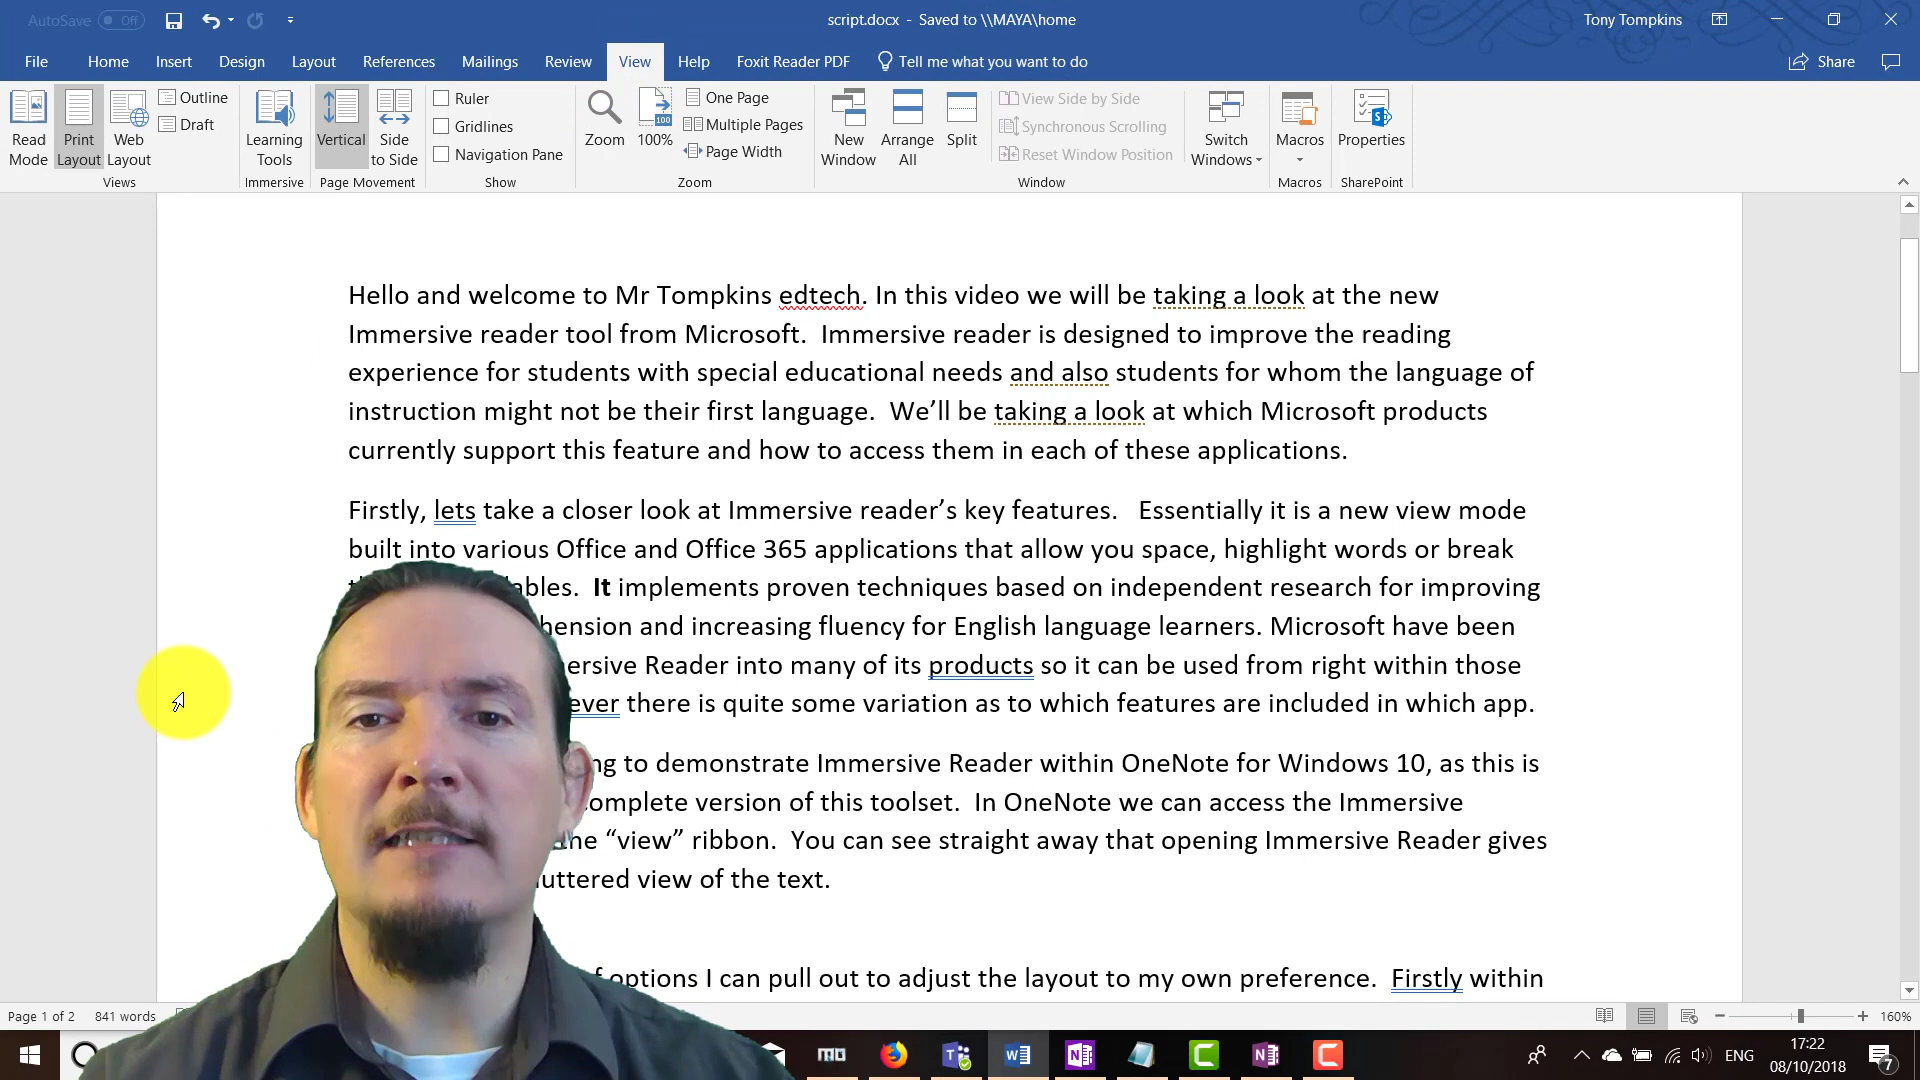 AutoSave Off
script.docx - Saved to \\MAYA\home
Tony Tompkins
File Home Insert Design Layout References Mailings Review View Help Foxit Reader PDF Tell me what you want to do Share
Read Mode
Print Layout
Web Layout
Outline
Draft
Views
Learning Tools
Immersive
Vertical
Side to Side
Page Movement
Ruler
Gridlines
Navigation Pane
Show
Zoom
100
100%
One Page
Multiple Pages
Page Width
Zoom
New Window
Arrange All
Split
View Side by Side
Synchronous Scrolling
Reset Window Position
Switch Windows
Window
Macros
Macros
Properties
SharePoint
Hello and welcome to Mr Tompkins edtech. In this video we will be taking a look at the new
Immersive reader tool from Microsoft. Immersive reader is designed to improve the reading
experience for students with special educational needs and also students for whom the language of
instruction might not be their first language. We’ll be taking a look at which Microsoft products
currently support this feature and how to access them in each of these applications.
Firstly, lets take a closer look at Immersive reader’s key features. Essentially it is a new view mode
built into various Office and Office 365 applications that allow you space, highlight words or break
ables. It implements proven techniques based on independent research for improving
hension and increasing fluency for English language learners. Microsoft have been
ersive Reader into many of its products so it can be used from right within those
ever there is quite some variation as to which features are included in which app.
ng to demonstrate Immersive Reader within OneNote for Windows 10, as this is
omplete version of this toolset. In OneNote we can access the Immersive
he “view” ribbon. You can see straight away that opening Immersive Reader gives
uttered view of the text.
f options I can pull out to adjust the layout to my own preference. Firstly within
Page 1 of 2 841 words
160%
ENG
17:22
08/10/2018
7